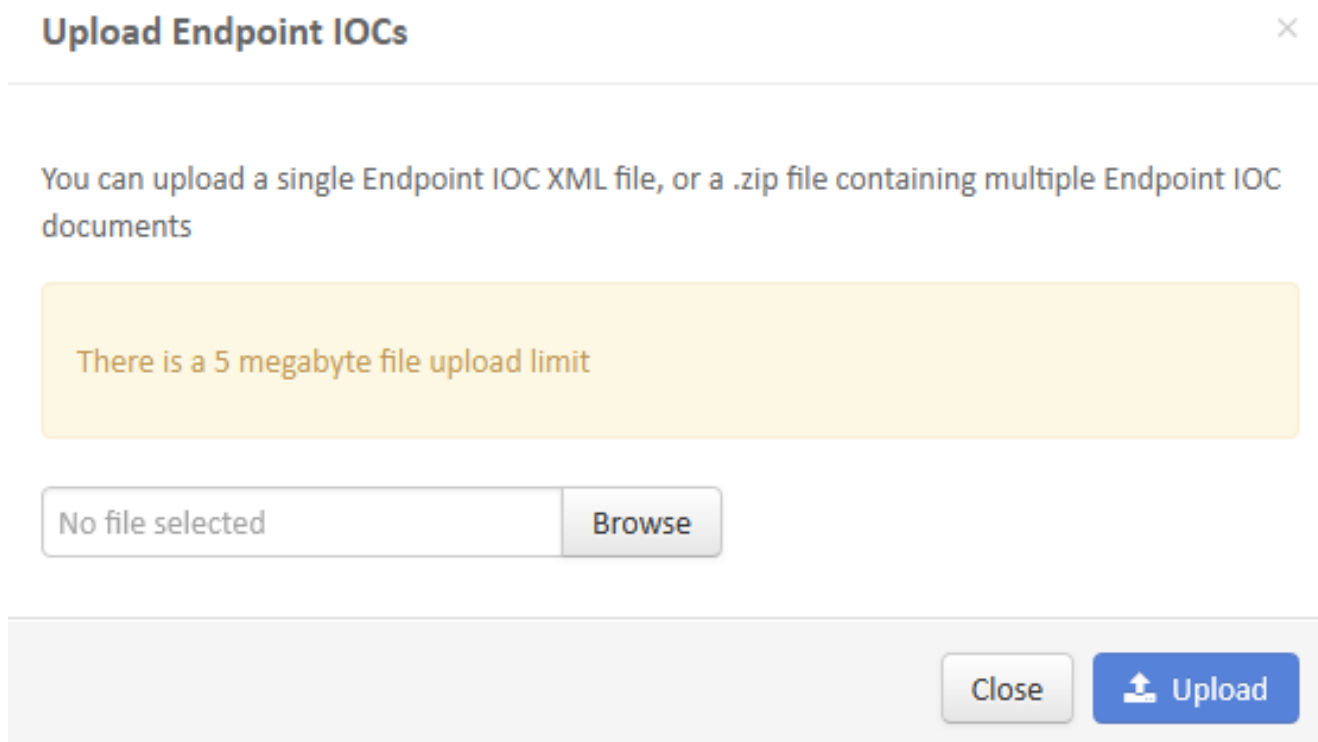 Upload Endpoint IOCs
You can upload a single Endpoint IOC XML file, or a .zip file containing multiple Endpoint IOC
documents
There is a 5 megabyte file upload limit
No file selected
Browse
Close
Upload